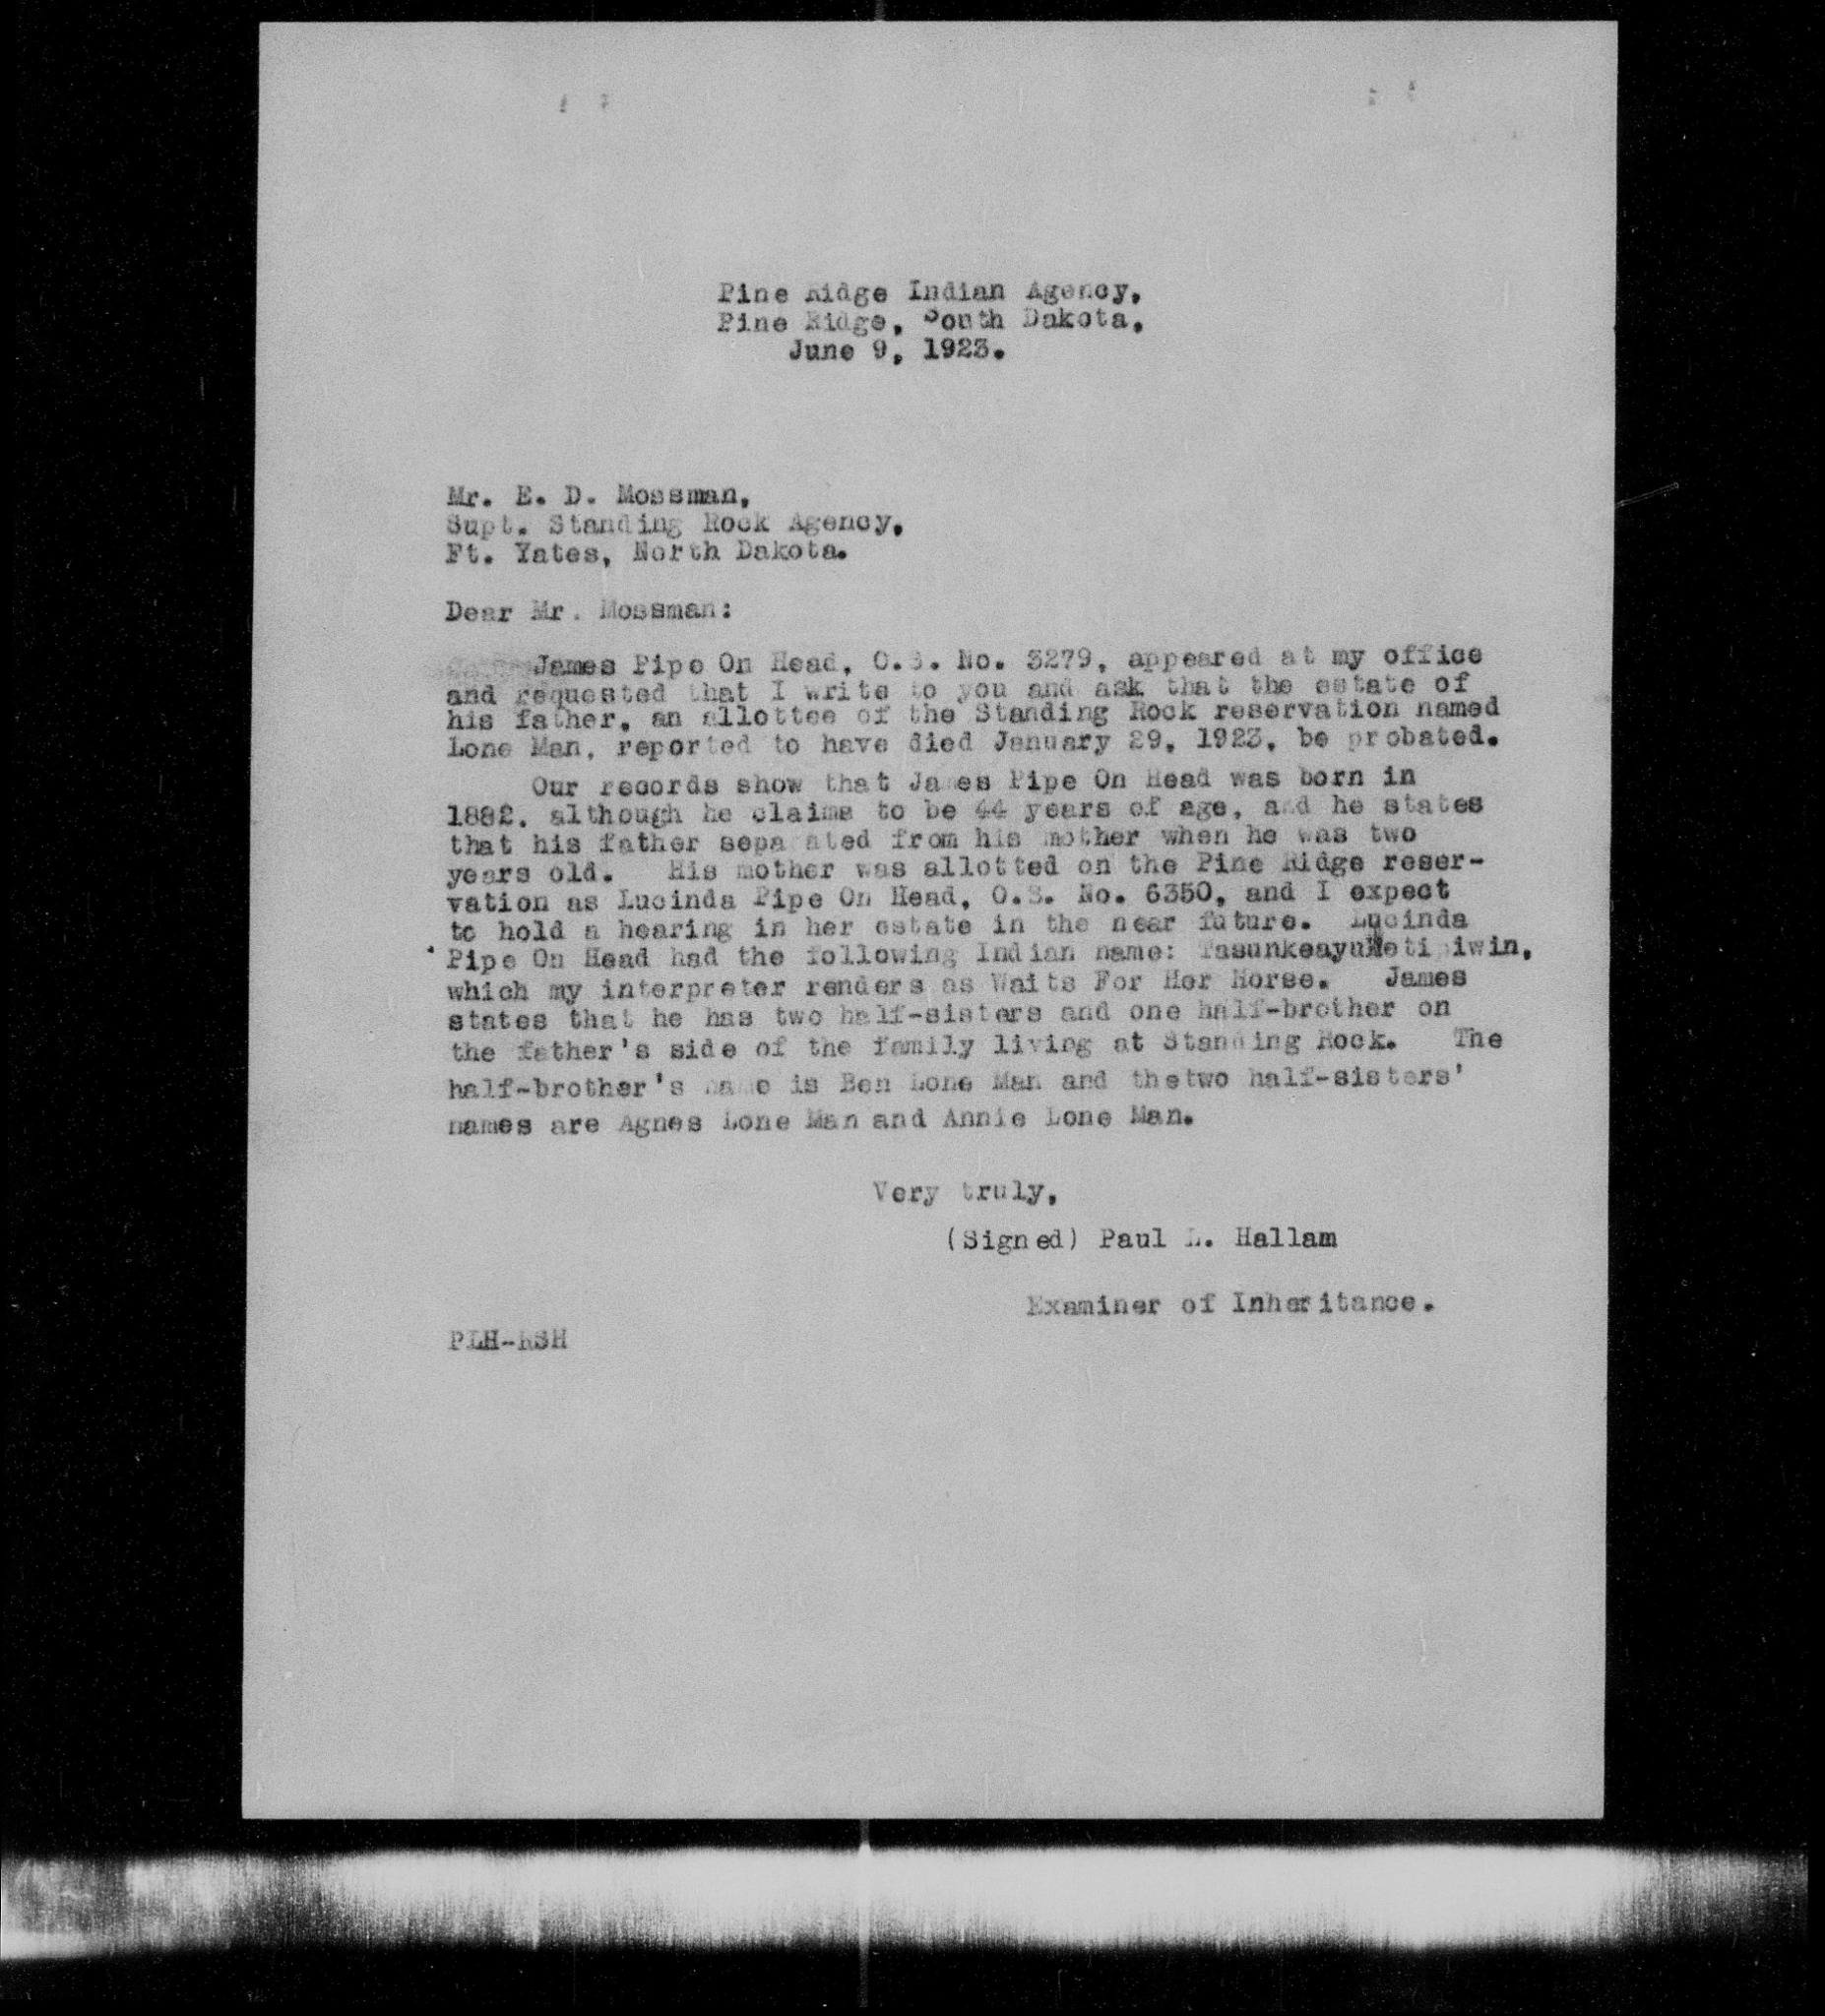 Pine Ridge Indian Agency,
Pine Ridge, South Dakota,
June 9, 1923.
Mr. E. D. Mossman,
Supt. Standing Rock Agency,
Ft. Yates, North Dakota.
Dear Mr. Mossman:
James Pipe On Head, O.S. No. 3279, appeared at my office
and requested that I write to you and ask that the estate of
his father, an allottee of the Standing Rock reservation named
Lone Man, reported to have died January 29, 1923, be probated.
Our records show that James Pipe On Head was born in
1882, although he claims to be 44 years of age, and he states
that his father separated from his mother when he was two
years old. His mother was allotted on the Pine Ridge reser-
vation as Lucinda Pipe On Head, O.S. No. 6350, and I expect
to hold a hearing in her estate in the near future. Lucinda
Pipe On Head had the following Indian name:
which my interpreter renders as Waits For Her Horse. James
states that he has two half-sisters and one half-brother on
the father's side of the family living at Standing Rock. The
half-brother's name is Ben Lone Man and thetwo half-sisters'
names are Agnes Lone Man and Annie Lone Man.
Very truly,
(Signed) Paul L. Hallam
Examiner of Inheritance.
PLH-RSH